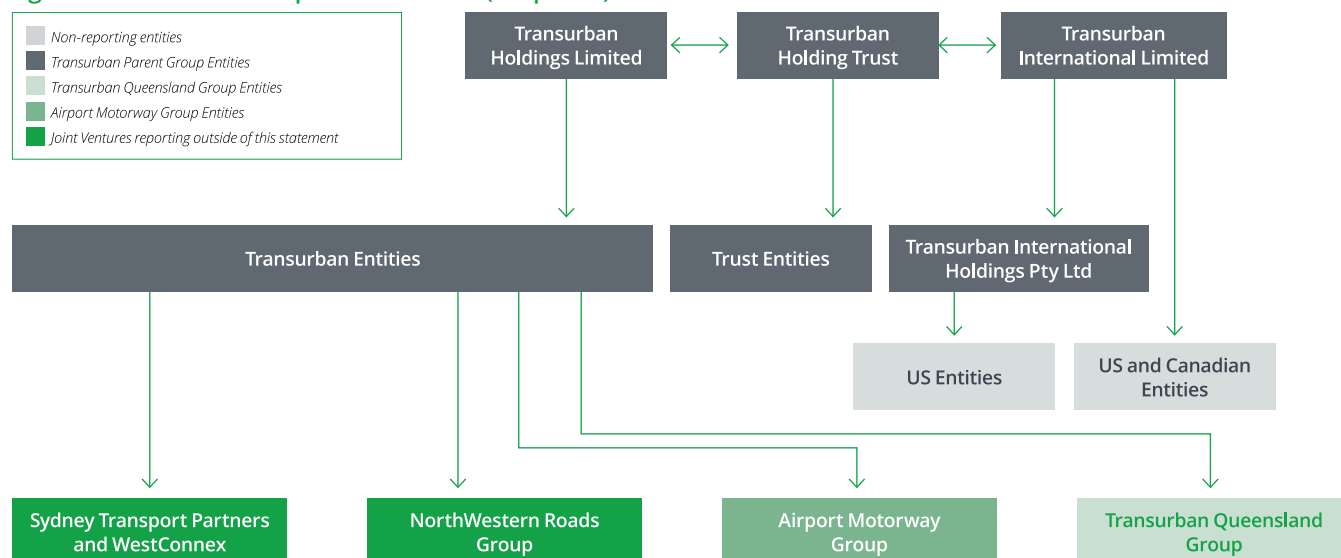 Non-reporting entities
Transurban Parent Group Entities
Transurban Queensland Group Entities
Airport Motorway Group Entities
Joint Ventures reporting outside of this statement
Transurban
Holdings Limited
Transurban
Holding Trust
Transurban
International Limited
Transurban Entities
Trust Entities
Transurban International
Holdings Pty Ltd
US Entities
US and Canadian
Entities
Sydney Transport Partners
and WestConnex
NorthWestern Roads
Group
Airport Motorway
Group
Transurban Queensland
Group